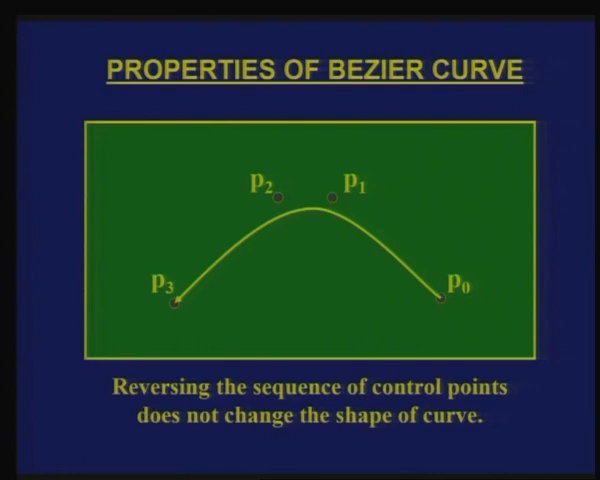 PROPERTIES OF BEZIER CURVE
p2 p1
p3 p0
Reversing the sequence of control points
does not change the shape of curve.